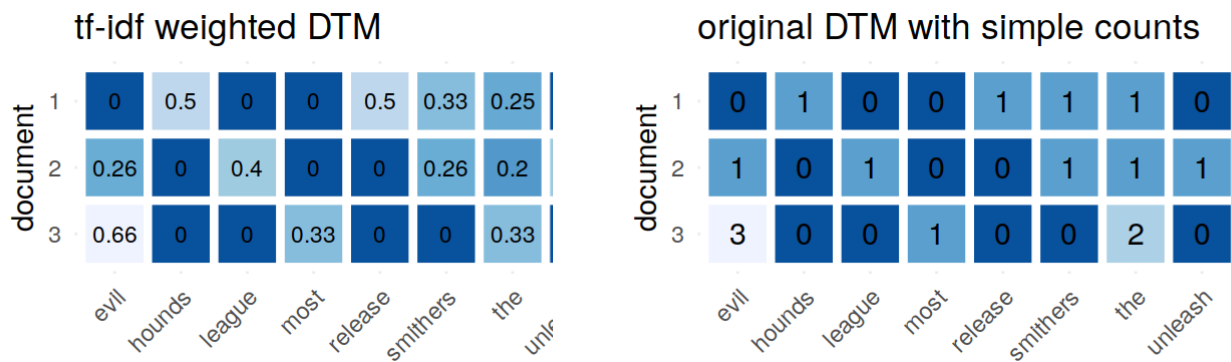 tf-idf weighted DTM
document
1 0 0.5 0 0 0.5 0.33 0.25
2 0.26 0 0.4 0 0 0.26 0.2
3 0.66 0 0 0.33 0 0 0.33
evil hounds league most release smithers the
original DTM with simple counts
document
1 0 1 0 0 1 1 1 0
2 1 0 1 0 0 1 1 1
3 3 0 0 1 0 0 2 0
evil hounds league most release smithers the unleash